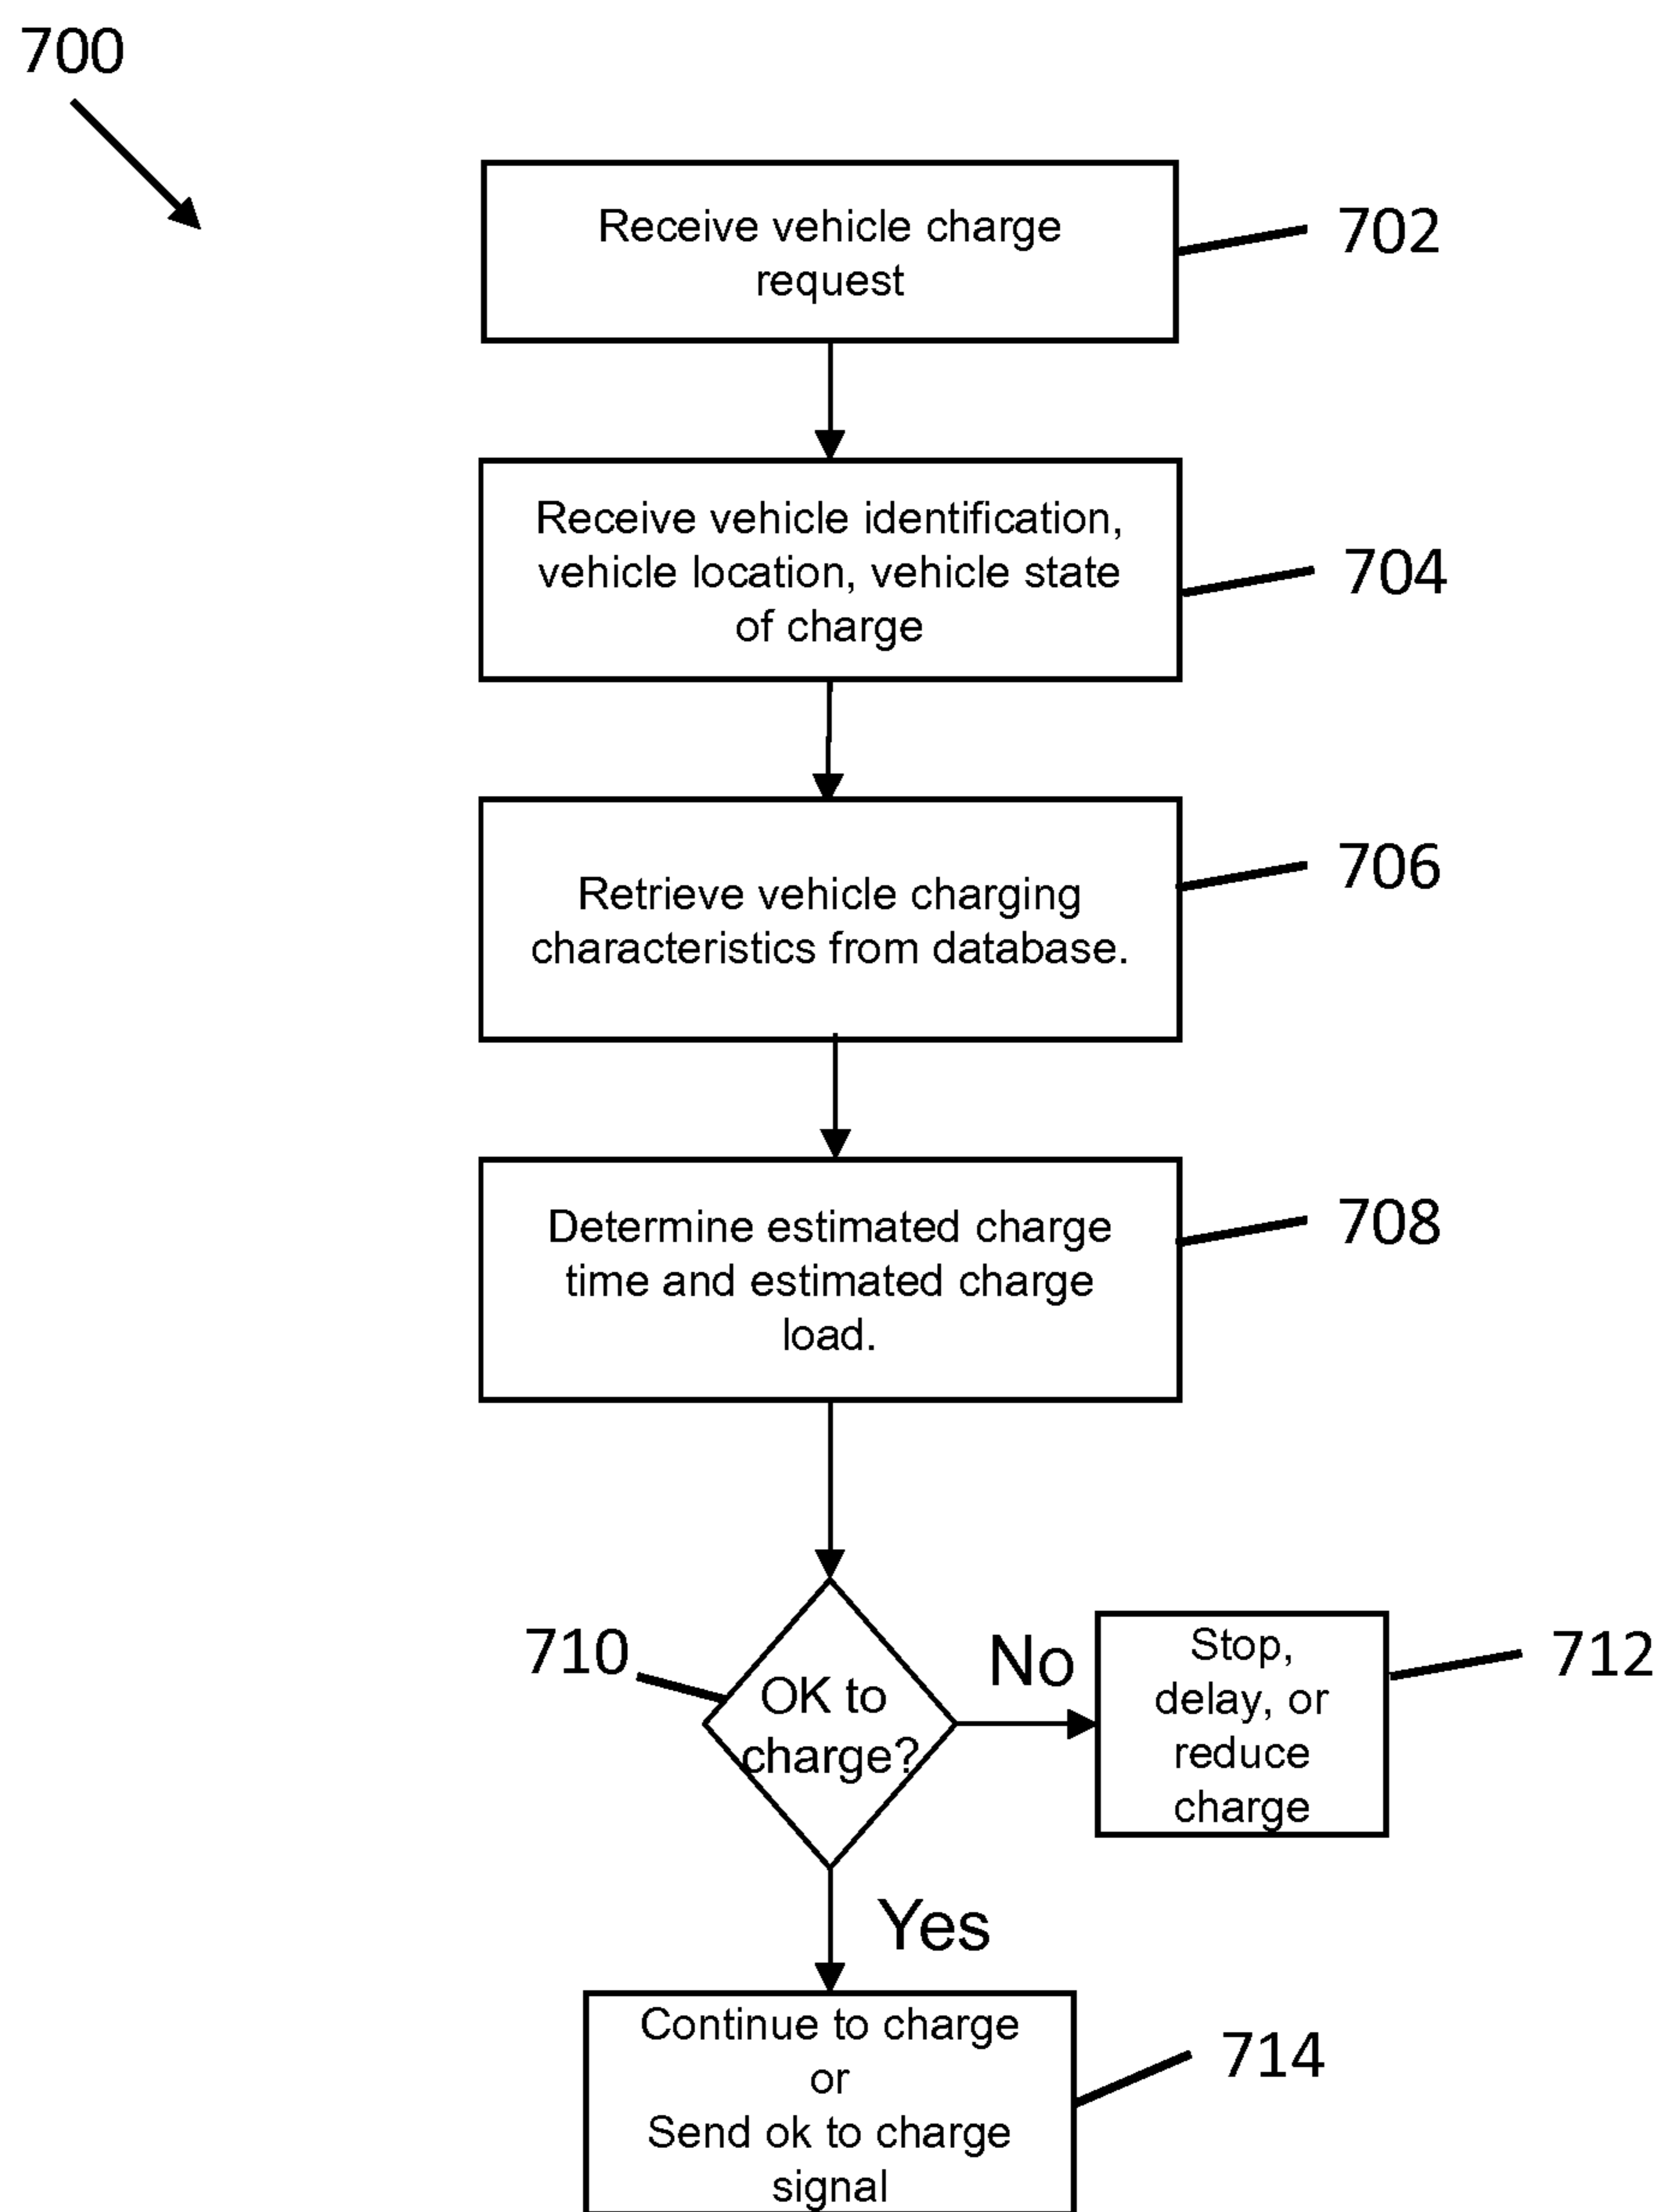 700
Receive vehicle charge
request
702
Receive vehicle identification,
vehicle location, vehicle state
of charge
704
Retrieve vehicle charging
characteristics from database.
706
Determine estimated charge
time and estimated charge
load.
708
710
OK to
charge?
No
Stop,
delay, or
reduce
charge
712
Yes
Continue to charge
or
Send ok to charge
signal
714